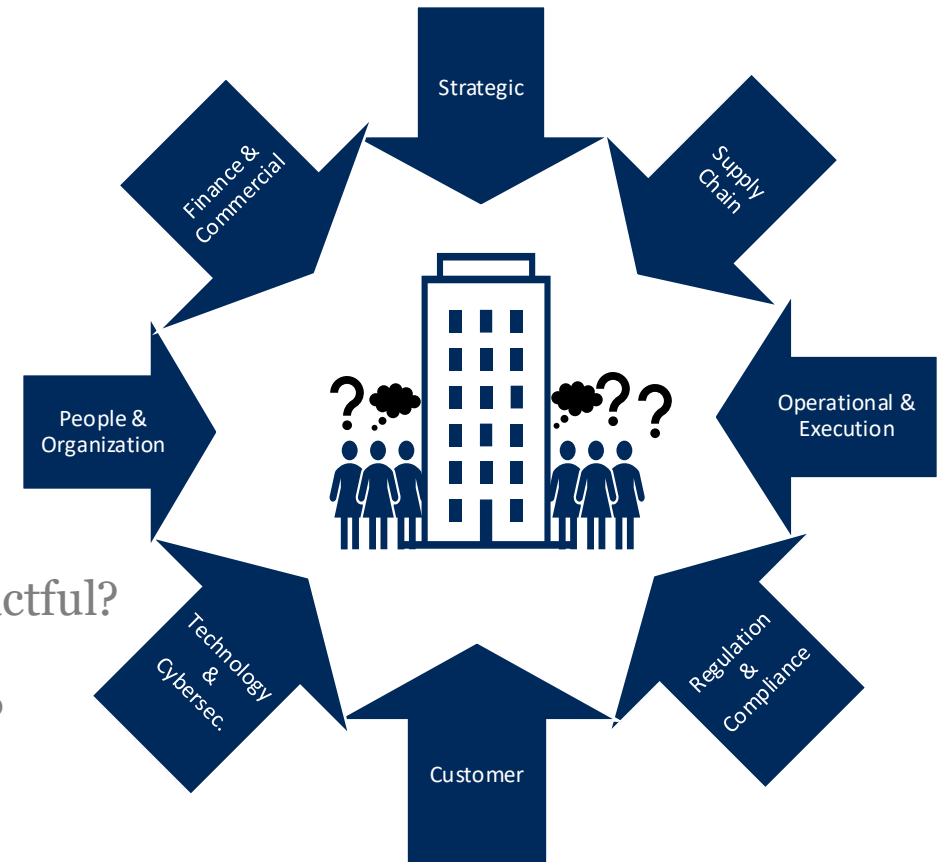 Strategic
Finance &
Commercial
Supply
Chain
People &
Organization
Operational &
Execution
? ? ?
ctful?
Technology
&
Cybersec.
Regulation
&
Compliance
?
Customer